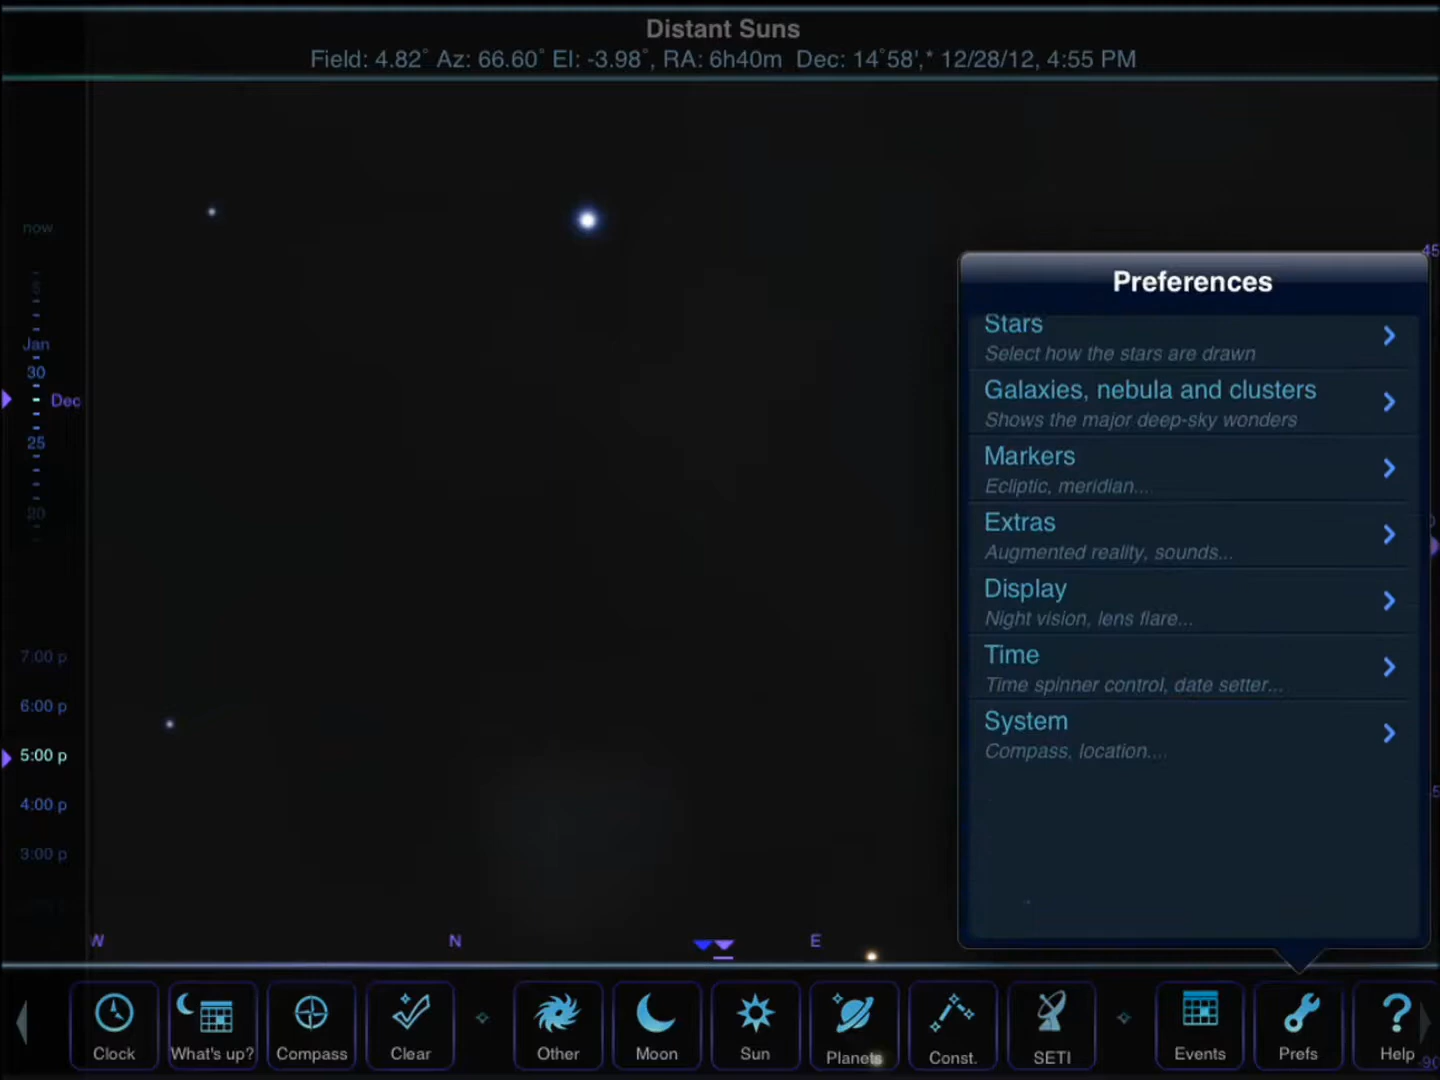 Distant Suns
Field: 4.82° Az: 66.60° El: -3.98°, RA: 6h40m Dec: 14°58',* 12/28/12, 4:55 PM
now
Jan
30
Dec
25
20
7:00 p
6:00 p
5:00 p
4:00 p
3:00 p
45
Preferences
Stars
Select how the stars are drawn
Galaxies, nebula and clusters
Shows the major deep-sky wonders
Markers
Ecliptic, meridian....
Extras
Augmented reality, sounds...
Display
Night vision, lens flare...
Time
Time spinner control, date setter...
System
Compass, location....
W N E
Clock What's up? Compass Clear Other Moon Sun Planets Const. SETI Events Prefs Help
-90